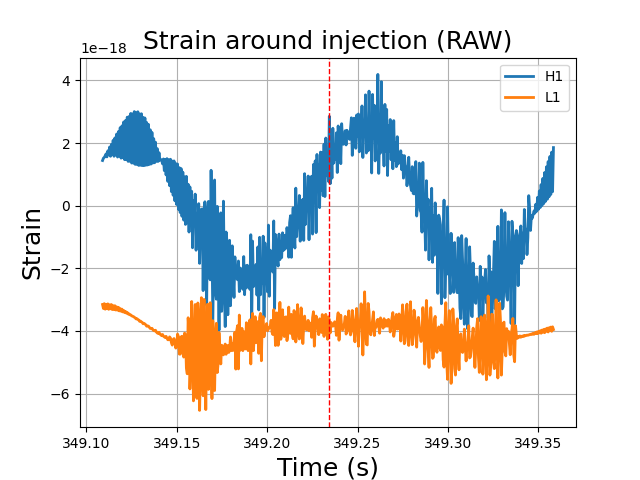 Strain around injection (RAW)
1e−18
H1
L1
4
2
0
−2
−4
−6
Strain
349.10 349.15 349.20 349.25 349.30 349.35
Time (s)